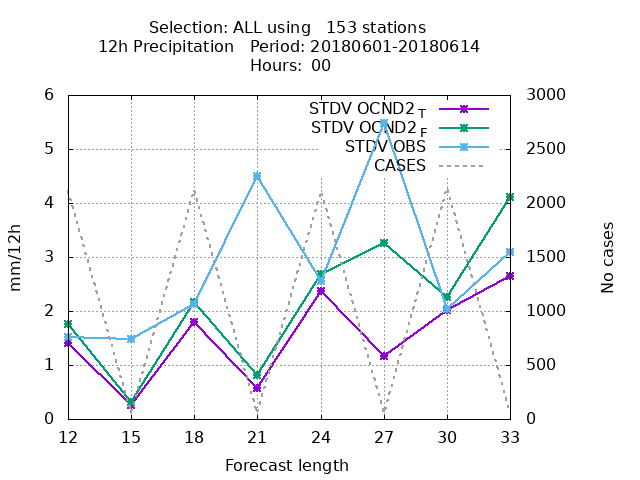 Selection: ALL using   153 stations
12h Precipitation   Period: 20180601-20180614
Hours: 00
STDV OCND2 T
STDV OCND2 F
STDV OBS
CASES
mm/12h
No cases
0
1
2
3
4
5
6
0
500
1000
1500
2000
2500
3000
12 15 18 21 24 27 30 33
Forecast length